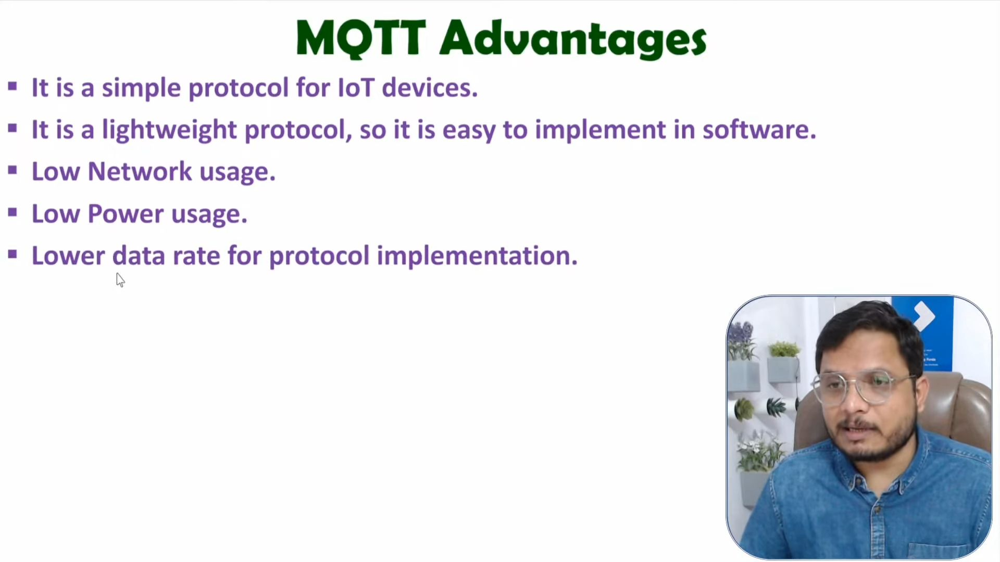 MQTT Advantages
▪ It is a simple protocol for IoT devices.
▪ It is a lightweight protocol, so it is easy to implement in software.
▪ Low Network usage.
▪ Low Power usage.
▪ Lower data rate for protocol implementation.